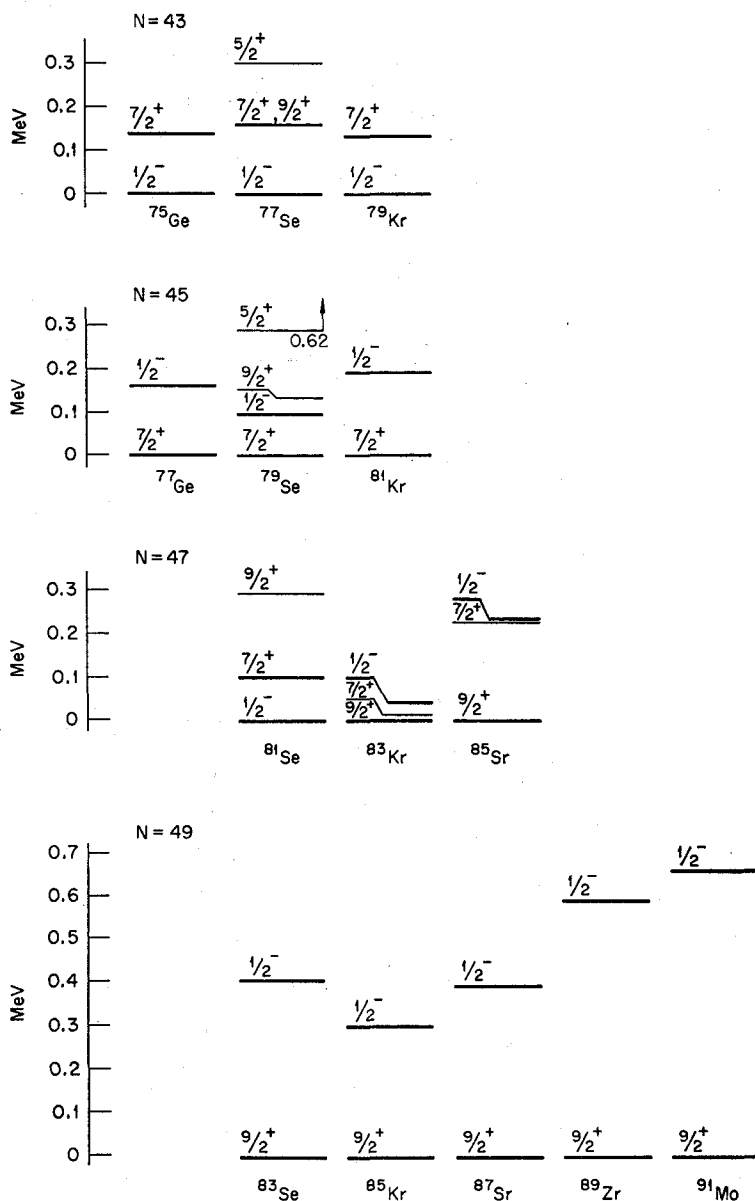 N = 43
MeV
0.3
0.2
0.1
0
5/2+
7/2+
7/2+, 9/2+
7/2+
1/2-
1/2-
1/2-
75Ge
77Se
79Kr
N = 45
MeV
0.3
0.2
0.1
0
5/2+
0.62
1/2-
9/2+
1/2-
1/2-
7/2+
7/2+
7/2+
77Ge
79Se
81Kr
N = 47
MeV
0.3
0.2
0.1
0
9/2+
1/2-
7/2+
7/2+
1/2-
7/2+
1/2-
9/2+
9/2+
81Se
83Kr
85Sr
N = 49
MeV
0.7
0.6
0.5
0.4
0.3
0.2
0.1
0
1/2-
1/2-
1/2-
1/2-
1/2-
9/2+
9/2+
9/2+
9/2+
9/2+
83Se
85Kr
87Sr
89Zr
91Mo